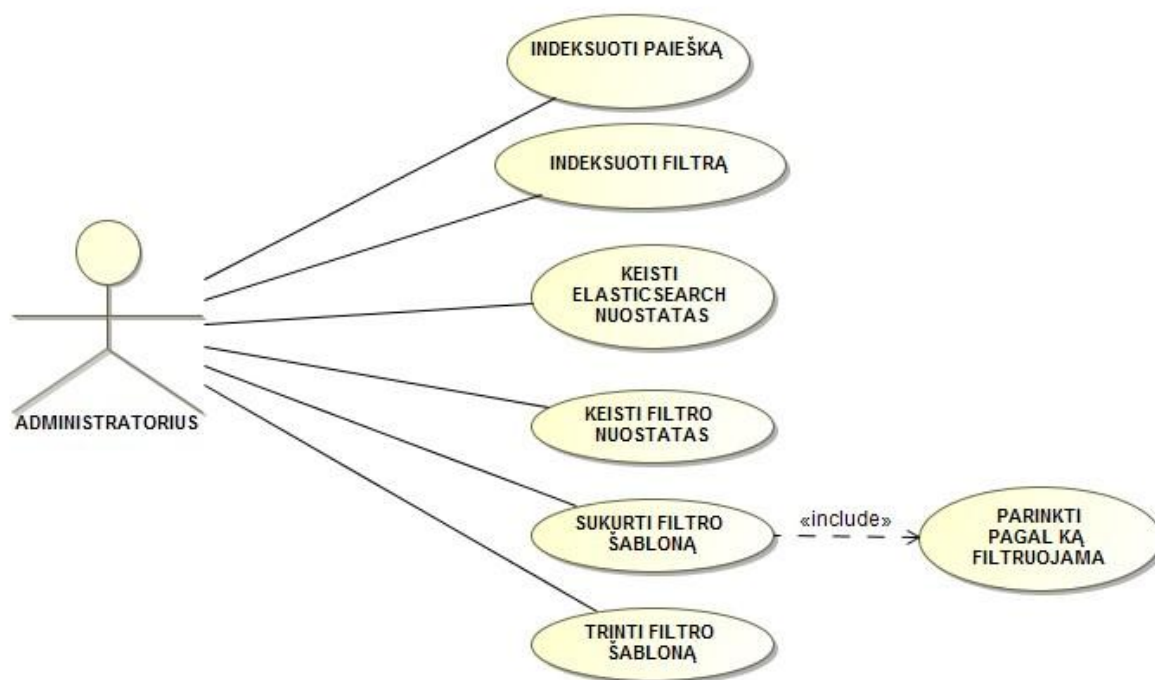 INDEKSUOTI PAIEŠKĄ
INDEKSUOTI FILTRĄ
KEISTI
ELASTICSEARCH
NUOSTATAS
ADMINISTRATORIUS
KEISTI FILTRO
NUOSTATAS
SUKURTI FILTRO
ŠABLONĄ
«include»
PARINKTI
PAGAL KĄ
FILTRUOJAMA
TRINTI FILTRO
ŠABLONĄ